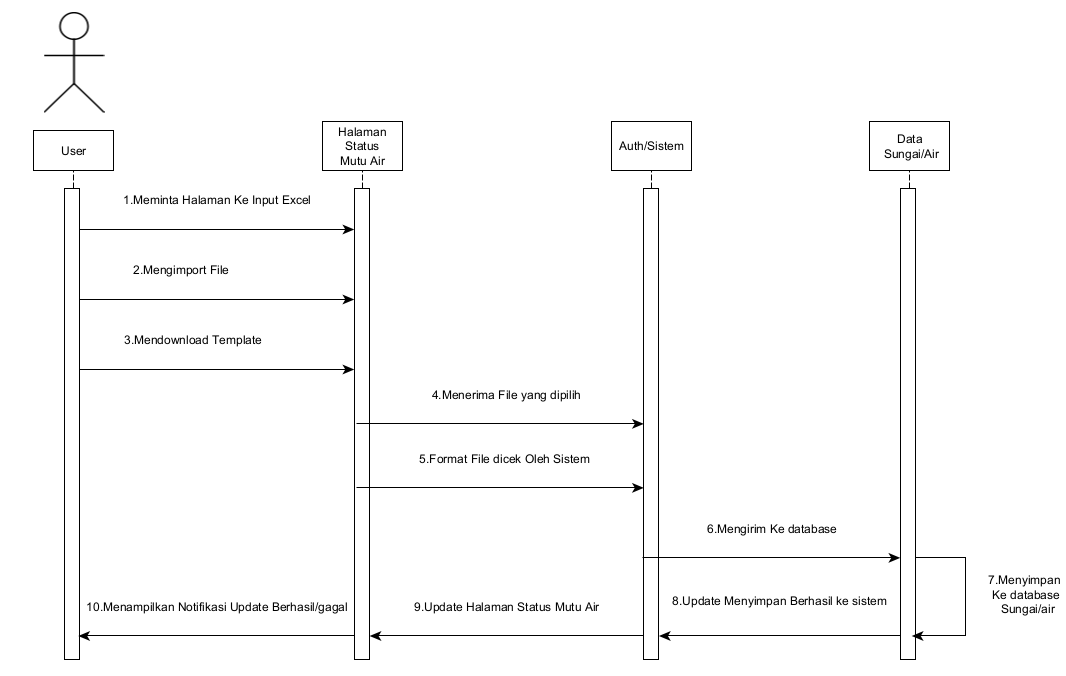 User
Halaman
Status
Mutu Air
Auth/Sistem
Data
Sungai/Air
1.Meminta Halaman Ke Input Excel
2.Mengimport File
3.Mendownload Template
4.Menerima File yang dipilih
5.Format File dicek Oleh Sistem
6.Mengirim Ke database
7.Menyimpan
Ke database
Sungai/air
8.Update Menyimpan Berhasil ke sistem
9.Update Halaman Status Mutu Air
10.Menampilkan Notifikasi Update Berhasil/gagal